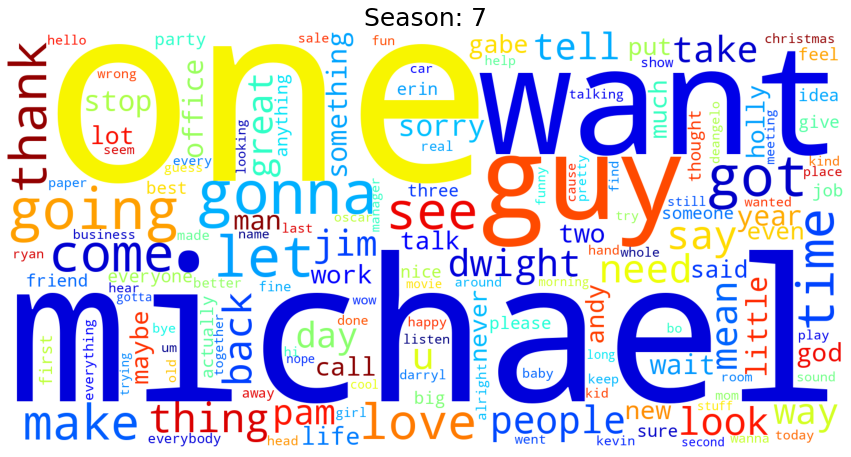 Season: 7
hello
party
sale
fun
gabe
tell
put
take
christmas
one
want
thank
wrong
office
something
car
help
show
feel
stop
great
anything
erin
talking
much
holly
idea
lot
looking
sorry
thought
deangelo
meeting
give
seem
every
real
guy
got
kind
guess
funny
cause
pretty
find
place
paper
best
gonna
three
still
wanted
job
going
man
last
oscar
manager
see
try
someone
year
ryan
business
made
name
jim
talk
two
say
even
come
let
hand
whole
time
friend
everyone
better
fine
work
nice
dwight
need
said
hear
gotta
movie
around
morning
michael
wow
never
andy
mean
little
first
everything
maybe
actually
together
back
day
done
happy
please
bo
play
bye
um
hi
nope
listen
u
wait
god
trying
old
call
cool
darryl
baby
long
keep
room
sound
away
big
alright
kid
mom
make
thing
pam
girl
love
people
new
stuff
look
way
everybody
head
life
went
kevin
sure
second
wanna
today